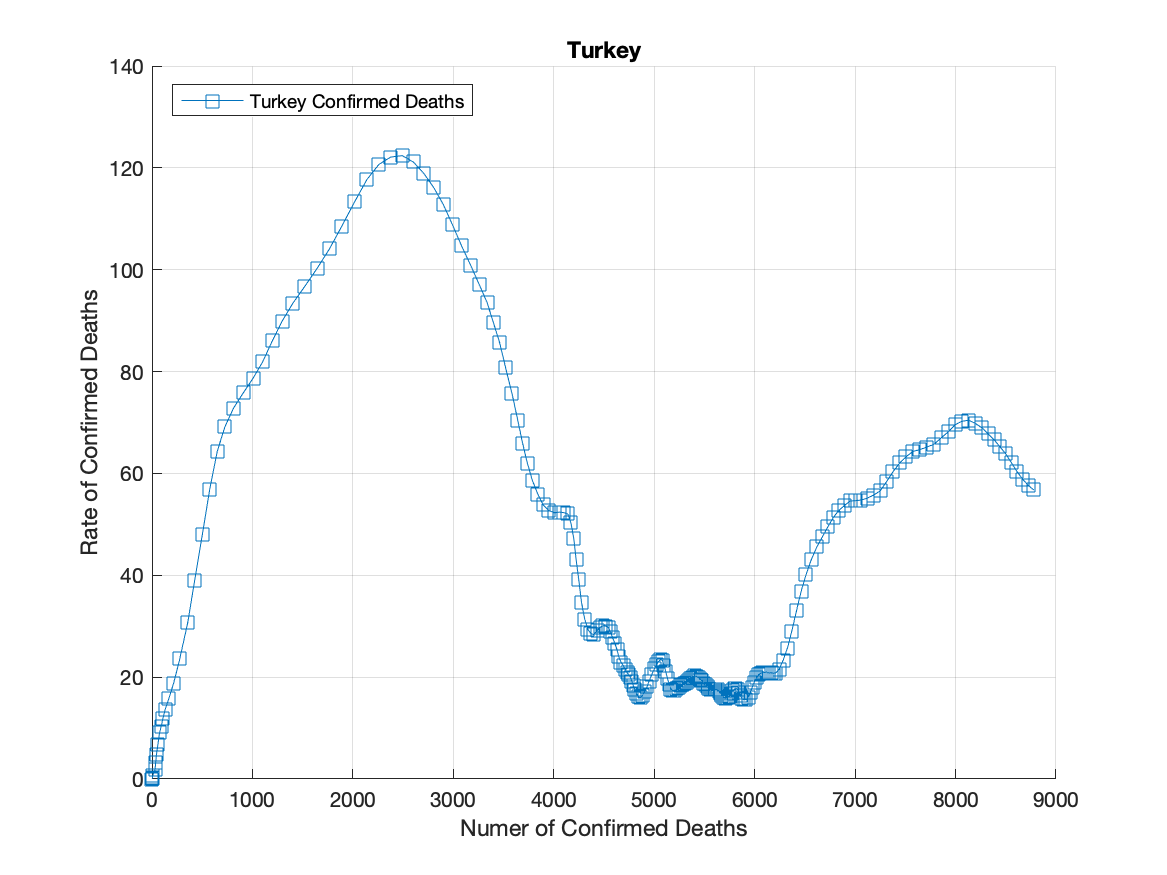 Turkey
Turkey Confirmed Deaths
140
120
100
80
60
40
20
0
Rate of Confirmed Deaths
0 1000 2000 3000 4000 5000 6000 7000 8000 9000
Numer of Confirmed Deaths